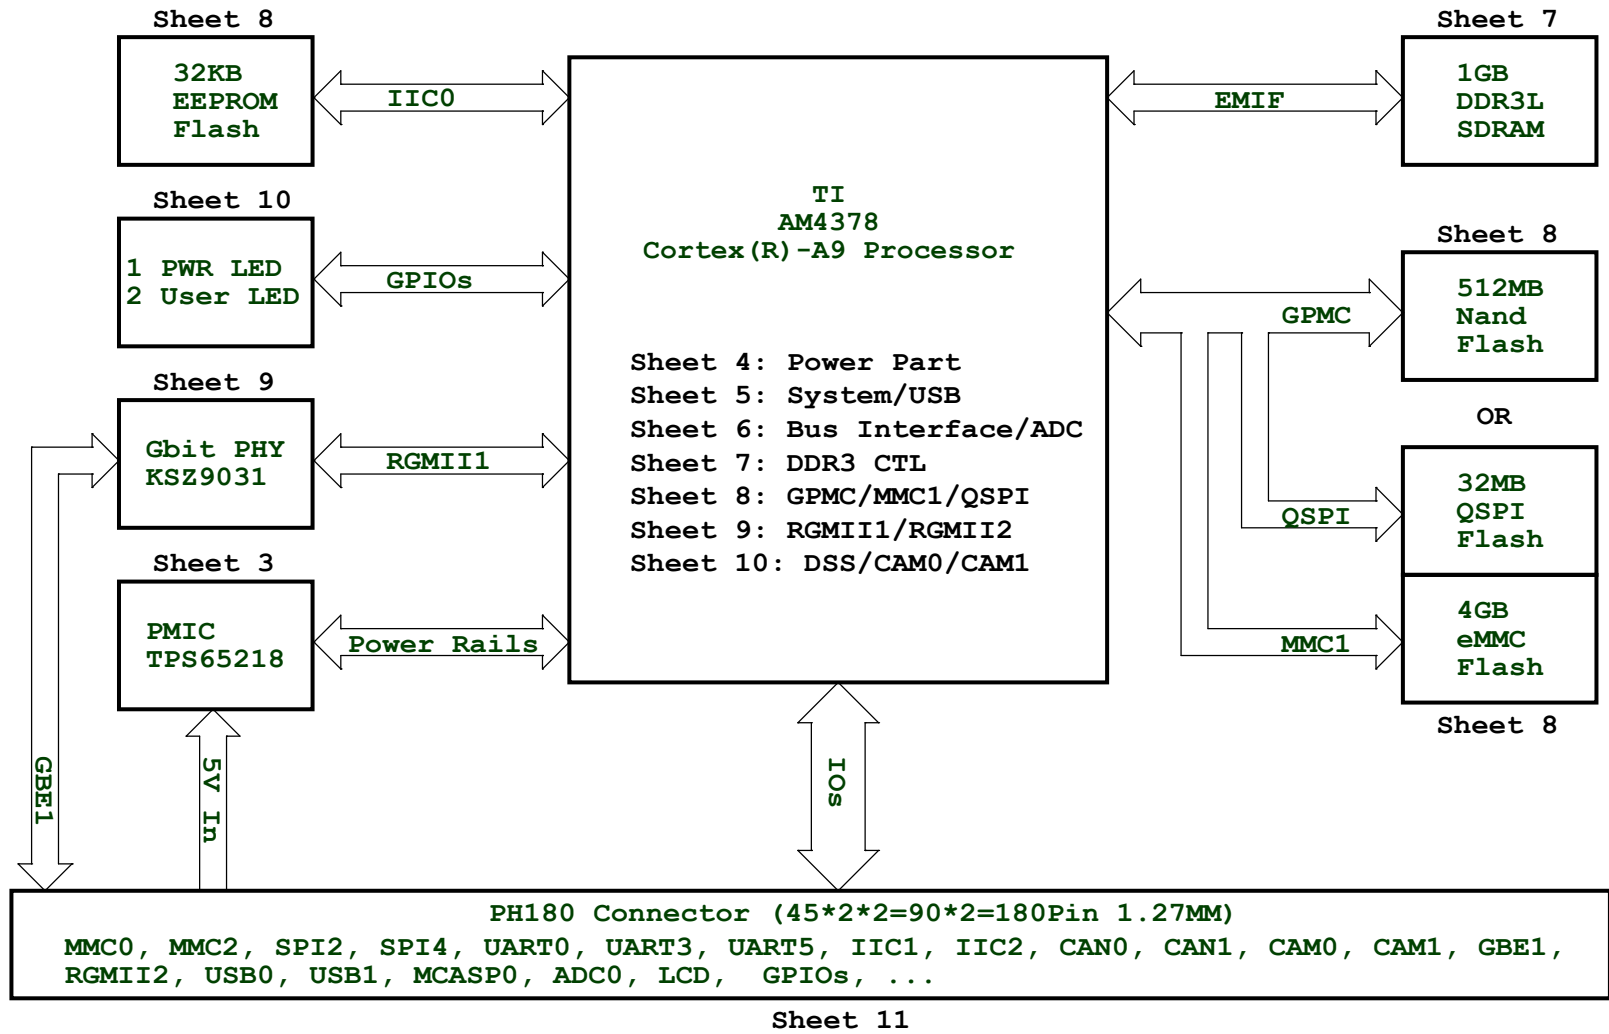 Sheet 8
32KB
EEPROM
Flash
IIC0
Sheet 10
1 PWR LED
2 User LED
GPIOs
Sheet 9
Gbit PHY
KSZ9031
RGMII1
Sheet 3
PMIC
TPS65218
Power Rails
GBE1
5V In
TI
AM4378
Cortex(R)-A9 Processor
Sheet 4: Power Part
Sheet 5: System/USB
Sheet 6: Bus Interface/ADC
Sheet 7: DDR3 CTL
Sheet 8: GPMC/MMC1/QSPI
Sheet 9: RGMII1/RGMII2
Sheet 10: DSS/CAM0/CAM1
IOs
EMIF
Sheet 7
1GB
DDR3L
SDRAM
GPMC
Sheet 8
512MB
Nand
Flash
OR
QSPI
32MB
QSPI
Flash
MMC1
4GB
eMMC
Flash
Sheet 8
PH180 Connector (45*2*2=90*2=180Pin 1.27MM)
MMC0, MMC2, SPI2, SPI4, UART0, UART3, UART5, IIC1, IIC2, CAN0, CAN1, CAM0, CAM1, GBE1,
RGMII2, USB0, USB1, MCASP0, ADC0, LCD, GPIOs, ...
Sheet 11